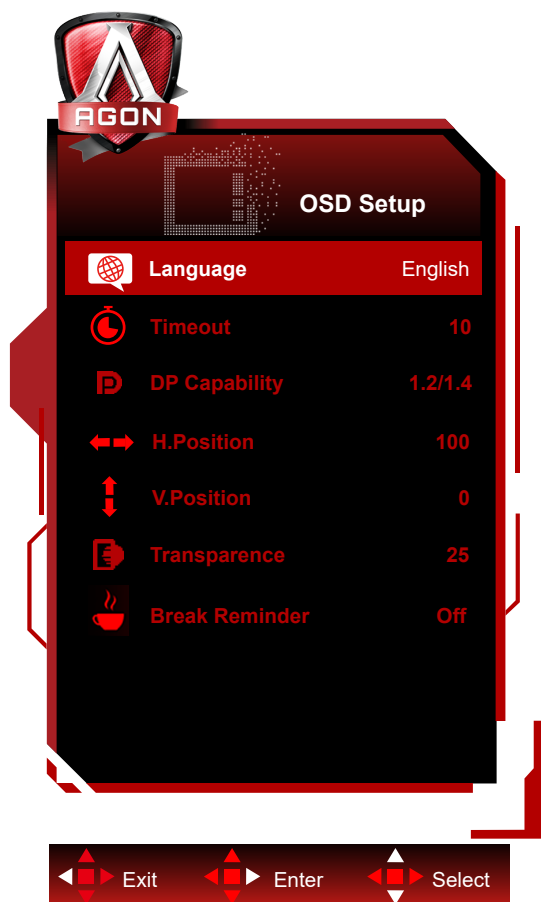 AGON
OSD Setup
Language English
Timeout 10
DP Capability 1.2/1.4
H.Position 100
V.Position 0
Transparence 25
Break Reminder Off
Exit Enter Select